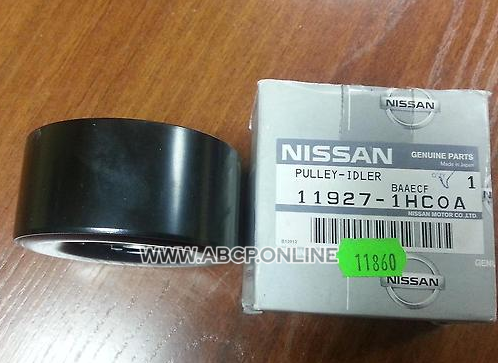 NISSAN
NISSAN GENUINE PARTS
Made in Japan
PULLEY-IDLER
BAAECF 1
11927-1HC0A
NISSAN MOTOR CO.,LTD.
WWW.ABCP.ONLINE
11860
NISSAN
GENU